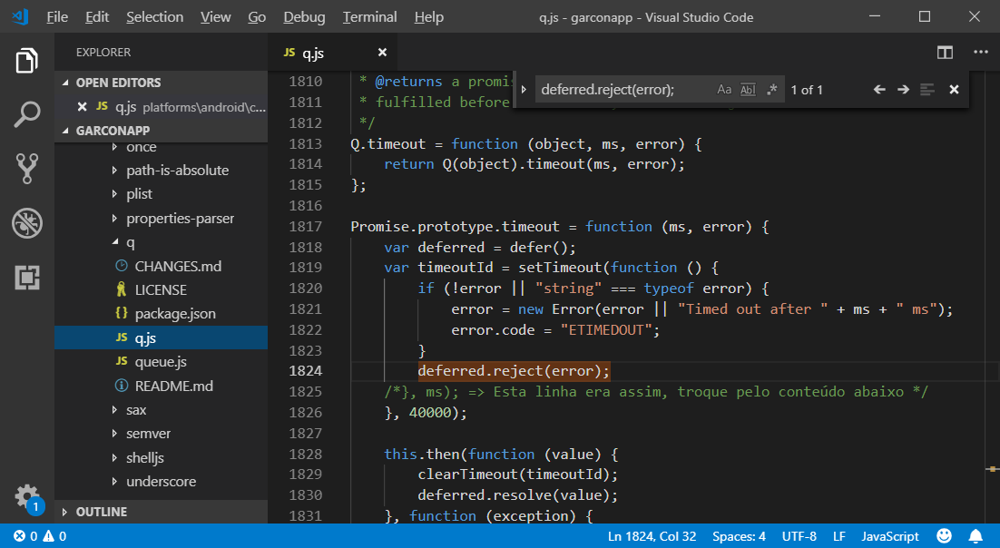 File Edit Selection View Go Debug Terminal Help q.js - garconapp - Visual Studio Code
EXPLORER
OPEN EDITORS
JS q.js platforms\android\c...
GARCONAPP
once
path-is-absolute
plist
properties-parser
q
CHANGES.md
LICENSE
{} package.json
JS q.js
JS queue.js
README.md
sax
semver
shelljs
underscore
OUTLINE
1
JS q.js
deferred.reject(error); Aa Abl .* 1 of 1
1810 * @returns a promis
1811 * fulfilled before
1812 */
1813 Q.timeout = function (object, ms, error) {
1814 return Q(object).timeout(ms, error);
1815 };
1816
1817 Promise.prototype.timeout = function (ms, error) {
1818 var deferred = defer();
1819 var timeoutId = setTimeout(function () {
1820 if (!error || "string" === typeof error) {
1821 error = new Error(error || "Timed out after " + ms + " ms");
1822 error.code = "ETIMEDOUT";
1823 }
1824 deferred.reject(error);
1825 /*}, ms); => Esta linha era assim, troque pelo conteúdo abaixo */
1826 }, 40000);
1827
1828 this.then(function (value) {
1829 clearTimeout(timeoutId);
1830 deferred.resolve(value);
1831 }, function (exception) {
0 0 Ln 1824, Col 32 Spaces: 4 UTF-8 LF JavaScript